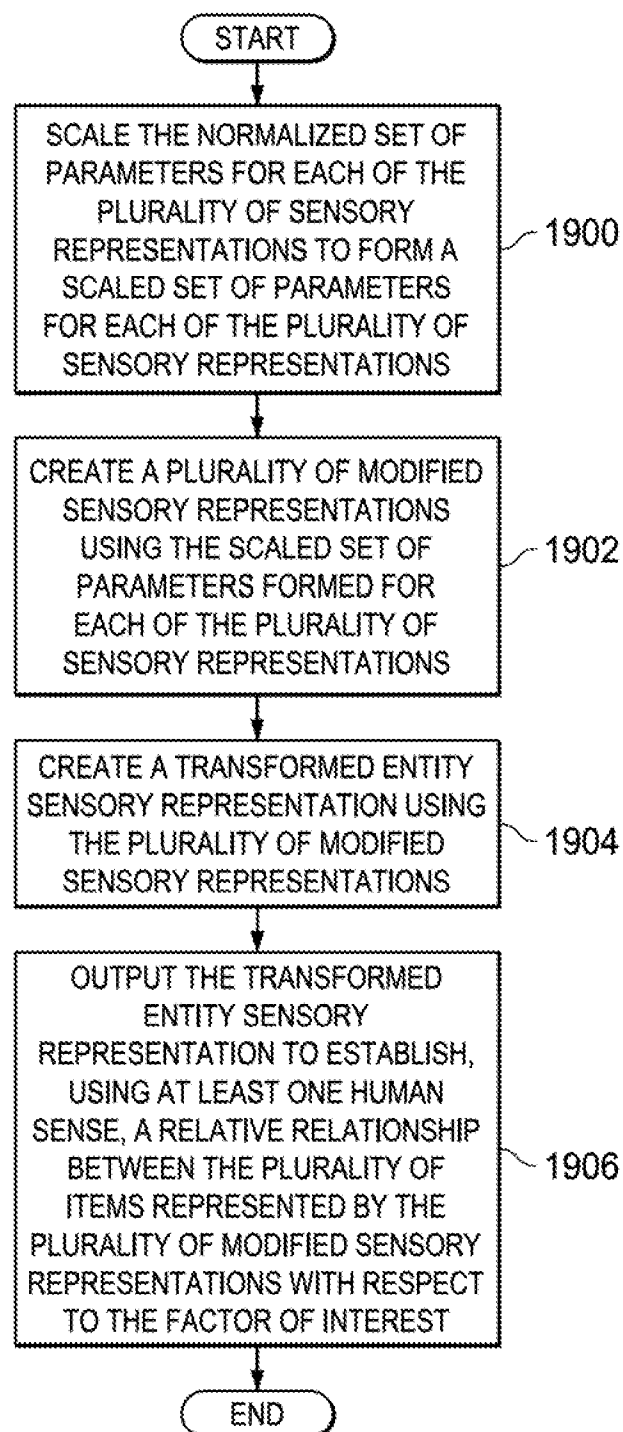 START
SCALE THE NORMALIZED SET OF
PARAMETERS FOR EACH OF THE
PLURALITY OF SENSORY
REPRESENTATIONS TO FORM A
SCALED SET OF PARAMETERS
FOR EACH OF THE PLURALITY OF
SENSORY REPRESENTATIONS
1900
CREATE A PLURALITY OF MODIFIED
SENSORY REPRESENTATIONS
USING THE SCALED SET OF
PARAMETERS FORMED FOR
EACH OF THE PLURALITY OF
SENSORY REPRESENTATIONS
1902
CREATE A TRANSFORMED ENTITY
SENSORY REPRESENTATION USING
THE PLURALITY OF MODIFIED
SENSORY REPRESENTATIONS
1904
OUTPUT THE TRANSFORMED
ENTITY SENSORY
REPRESENTATION TO ESTABLISH,
USING AT LEAST ONE HUMAN
SENSE, A RELATIVE RELATIONSHIP
BETWEEN THE PLURALITY OF
ITEMS REPRESENTED BY THE
PLURALITY OF MODIFIED SENSORY
REPRESENTATIONS WITH RESPECT
TO THE FACTOR OF INTEREST
1906
END